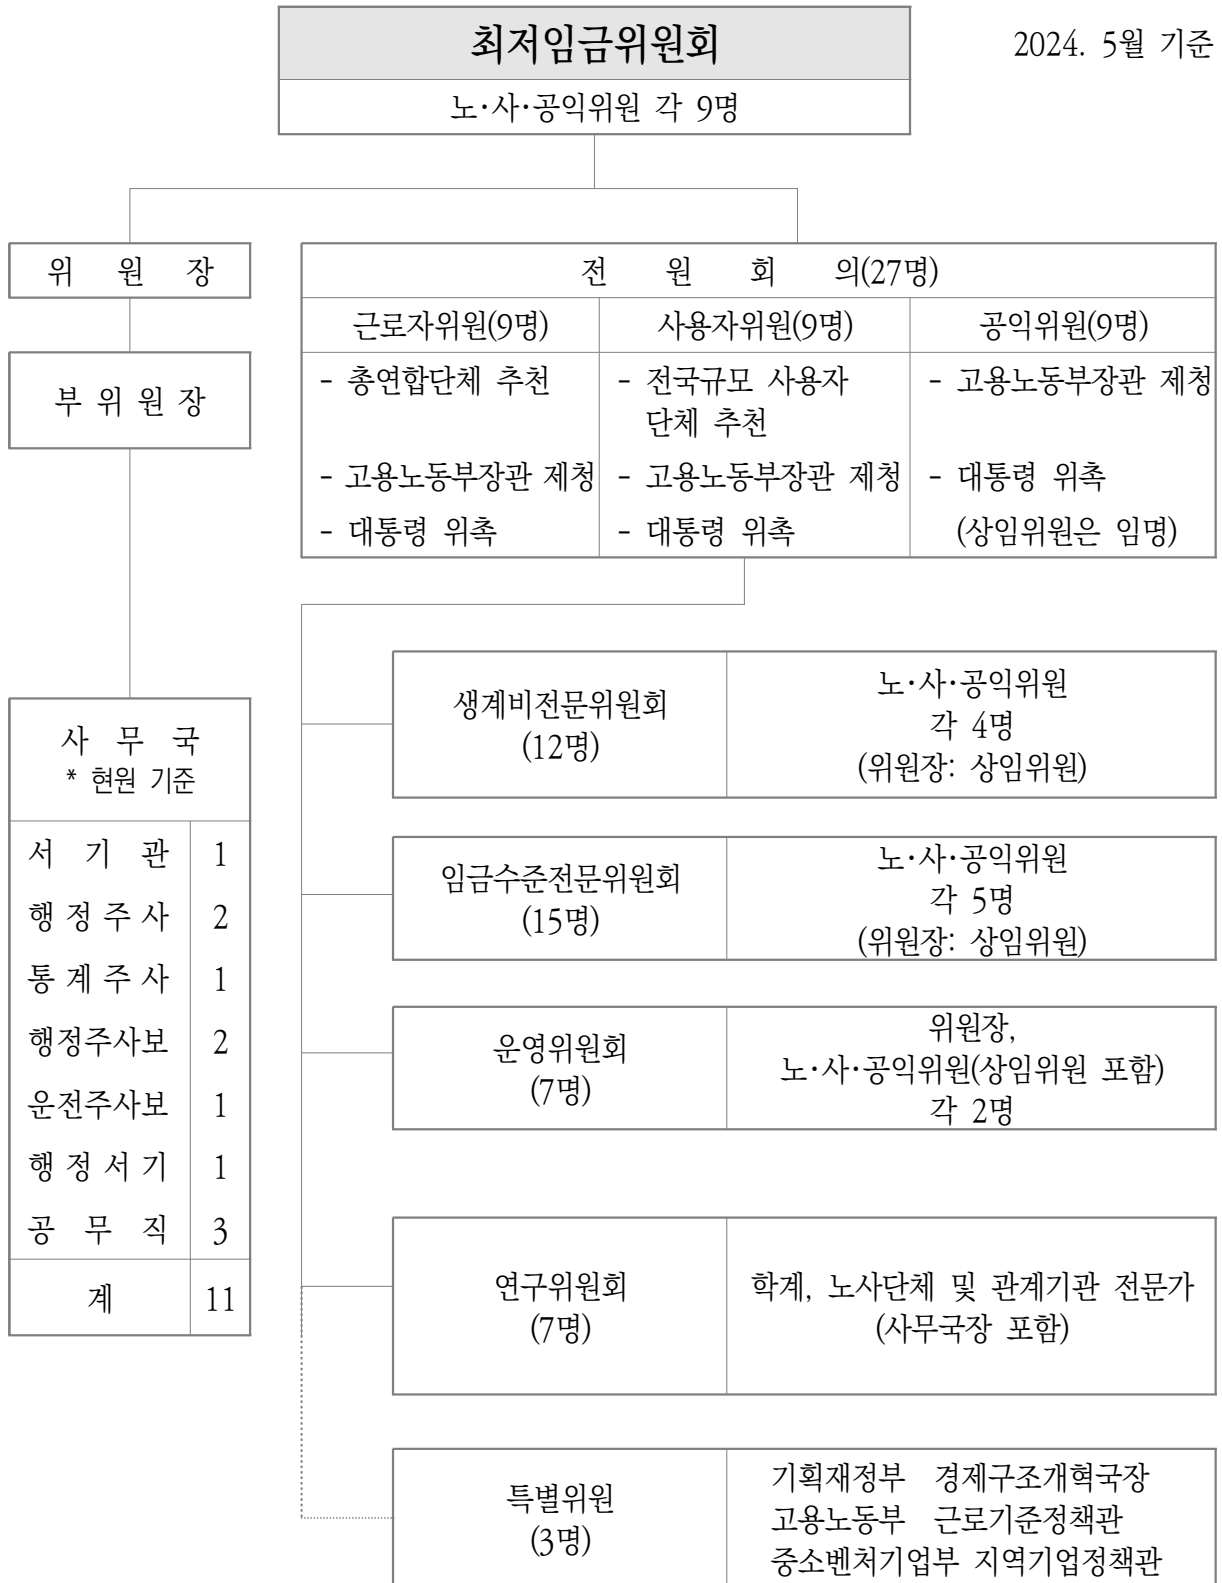 최저임금위원회
2024. 5월 기준
노·사·공익위원 각 9명
위 원 장
부 위 원 장
사 무 국
* 현원 기준
서 기 관 1
행 정 주 사 2
통 계 주 사 1
행정주사보 2
운전주사보 1
행 정 서 기 1
공 무 직 3
계 11
전 원 회 의(27명)
근로자위원(9명)
- 총연합단체 추천
- 고용노동부장관 제청
- 대통령 위촉
사용자위원(9명)
- 전국규모 사용자
단체 추천
- 고용노동부장관 제청
- 대통령 위촉
공익위원(9명)
- 고용노동부장관 제청
- 대통령 위촉
(상임위원은 임명)
생계비전문위원회
(12명)
노·사·공익위원
각 4명
(위원장: 상임위원)
임금수준전문위원회
(15명)
노·사·공익위원
각 5명
(위원장: 상임위원)
운영위원회
(7명)
위원장,
노·사·공익위원(상임위원 포함)
각 2명
연구위원회
(7명)
학계, 노사단체 및 관계기관 전문가
(사무국장 포함)
특별위원
(3명)
기획재정부 경제구조개혁국장
고용노동부 근로기준정책관
중소벤처기업부 지역기업정책관